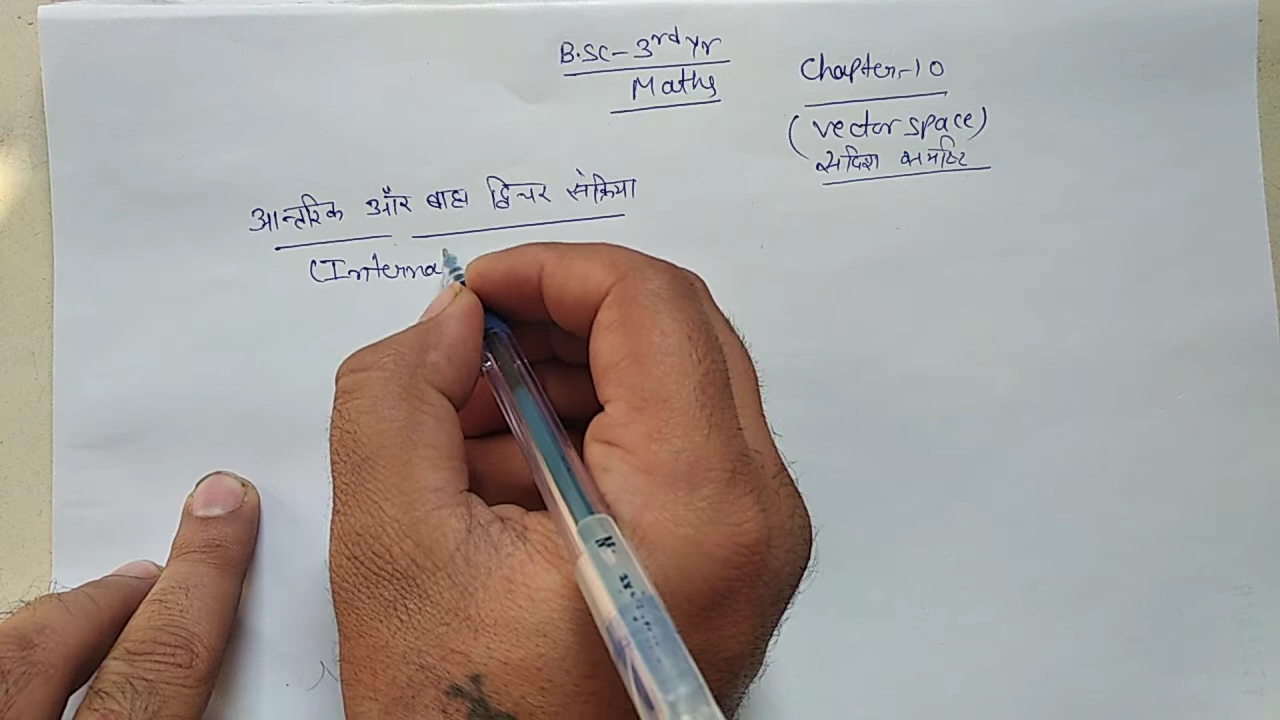 B.SC-3rd yr
Maths
Chapter-10
(vector space)
सदिश समष्टि
आन्तरिक और बाह्य द्विचर संक्रिया
(Interna